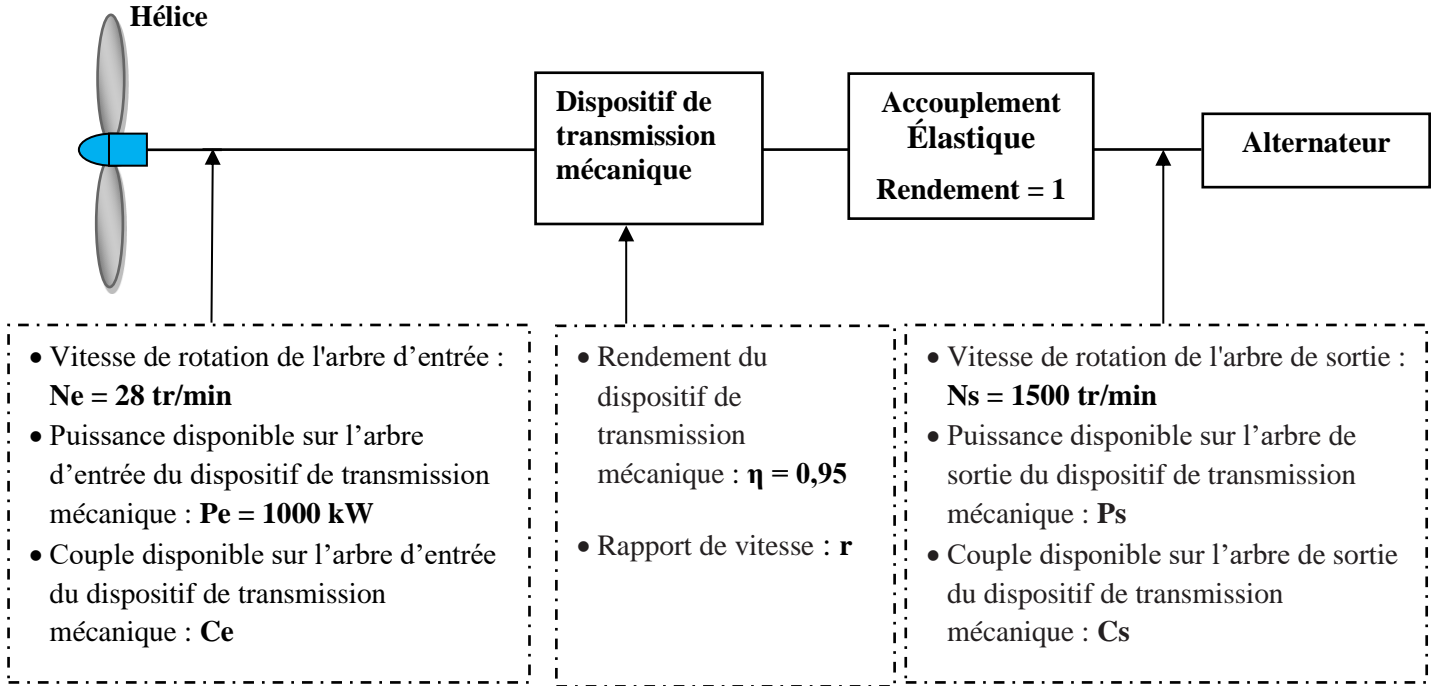 Hélice
Dispositif de
transmission
mécanique
Accouplement
Élastique
Rendement = 1
Alternateur
• Vitesse de rotation de l'arbre d’entrée :
Ne = 28 tr/min
• Puissance disponible sur l’arbre
d’entrée du dispositif de transmission
mécanique : Pe = 1000 kW
• Couple disponible sur l’arbre d’entrée
du dispositif de transmission
mécanique : Ce
• Rendement du
dispositif de
transmission
mécanique : η = 0,95
• Rapport de vitesse : r
• Vitesse de rotation de l'arbre de sortie :
Ns = 1500 tr/min
• Puissance disponible sur l’arbre de
sortie du dispositif de transmission
mécanique : Ps
• Couple disponible sur l’arbre de sortie
du dispositif de transmission
mécanique : Cs